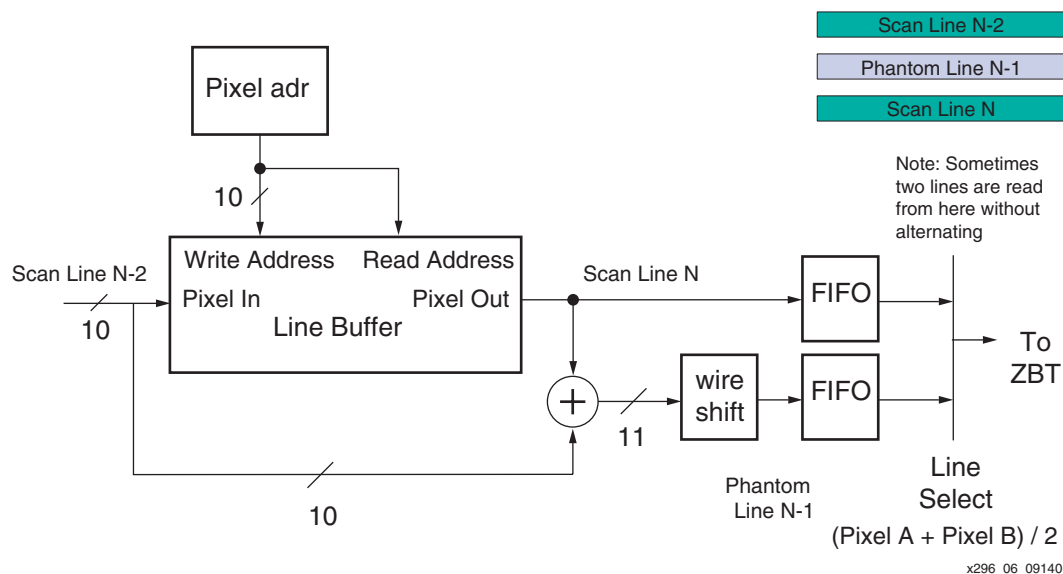 Scan Line N-2
Phantom Line N-1
Scan Line N
Pixel adr
Note: Sometimes
two lines are read
from here without
alternating
10
Write Address
Read Address
Scan Line N-2
Scan Line N
FIFO
Pixel In
Pixel Out
10
Line Buffer
To
ZBT
wire
shift
FIFO
+
11
10
Phantom
Line N-1
Line
Select
(Pixel A + Pixel B) / 2
x296_06_09140